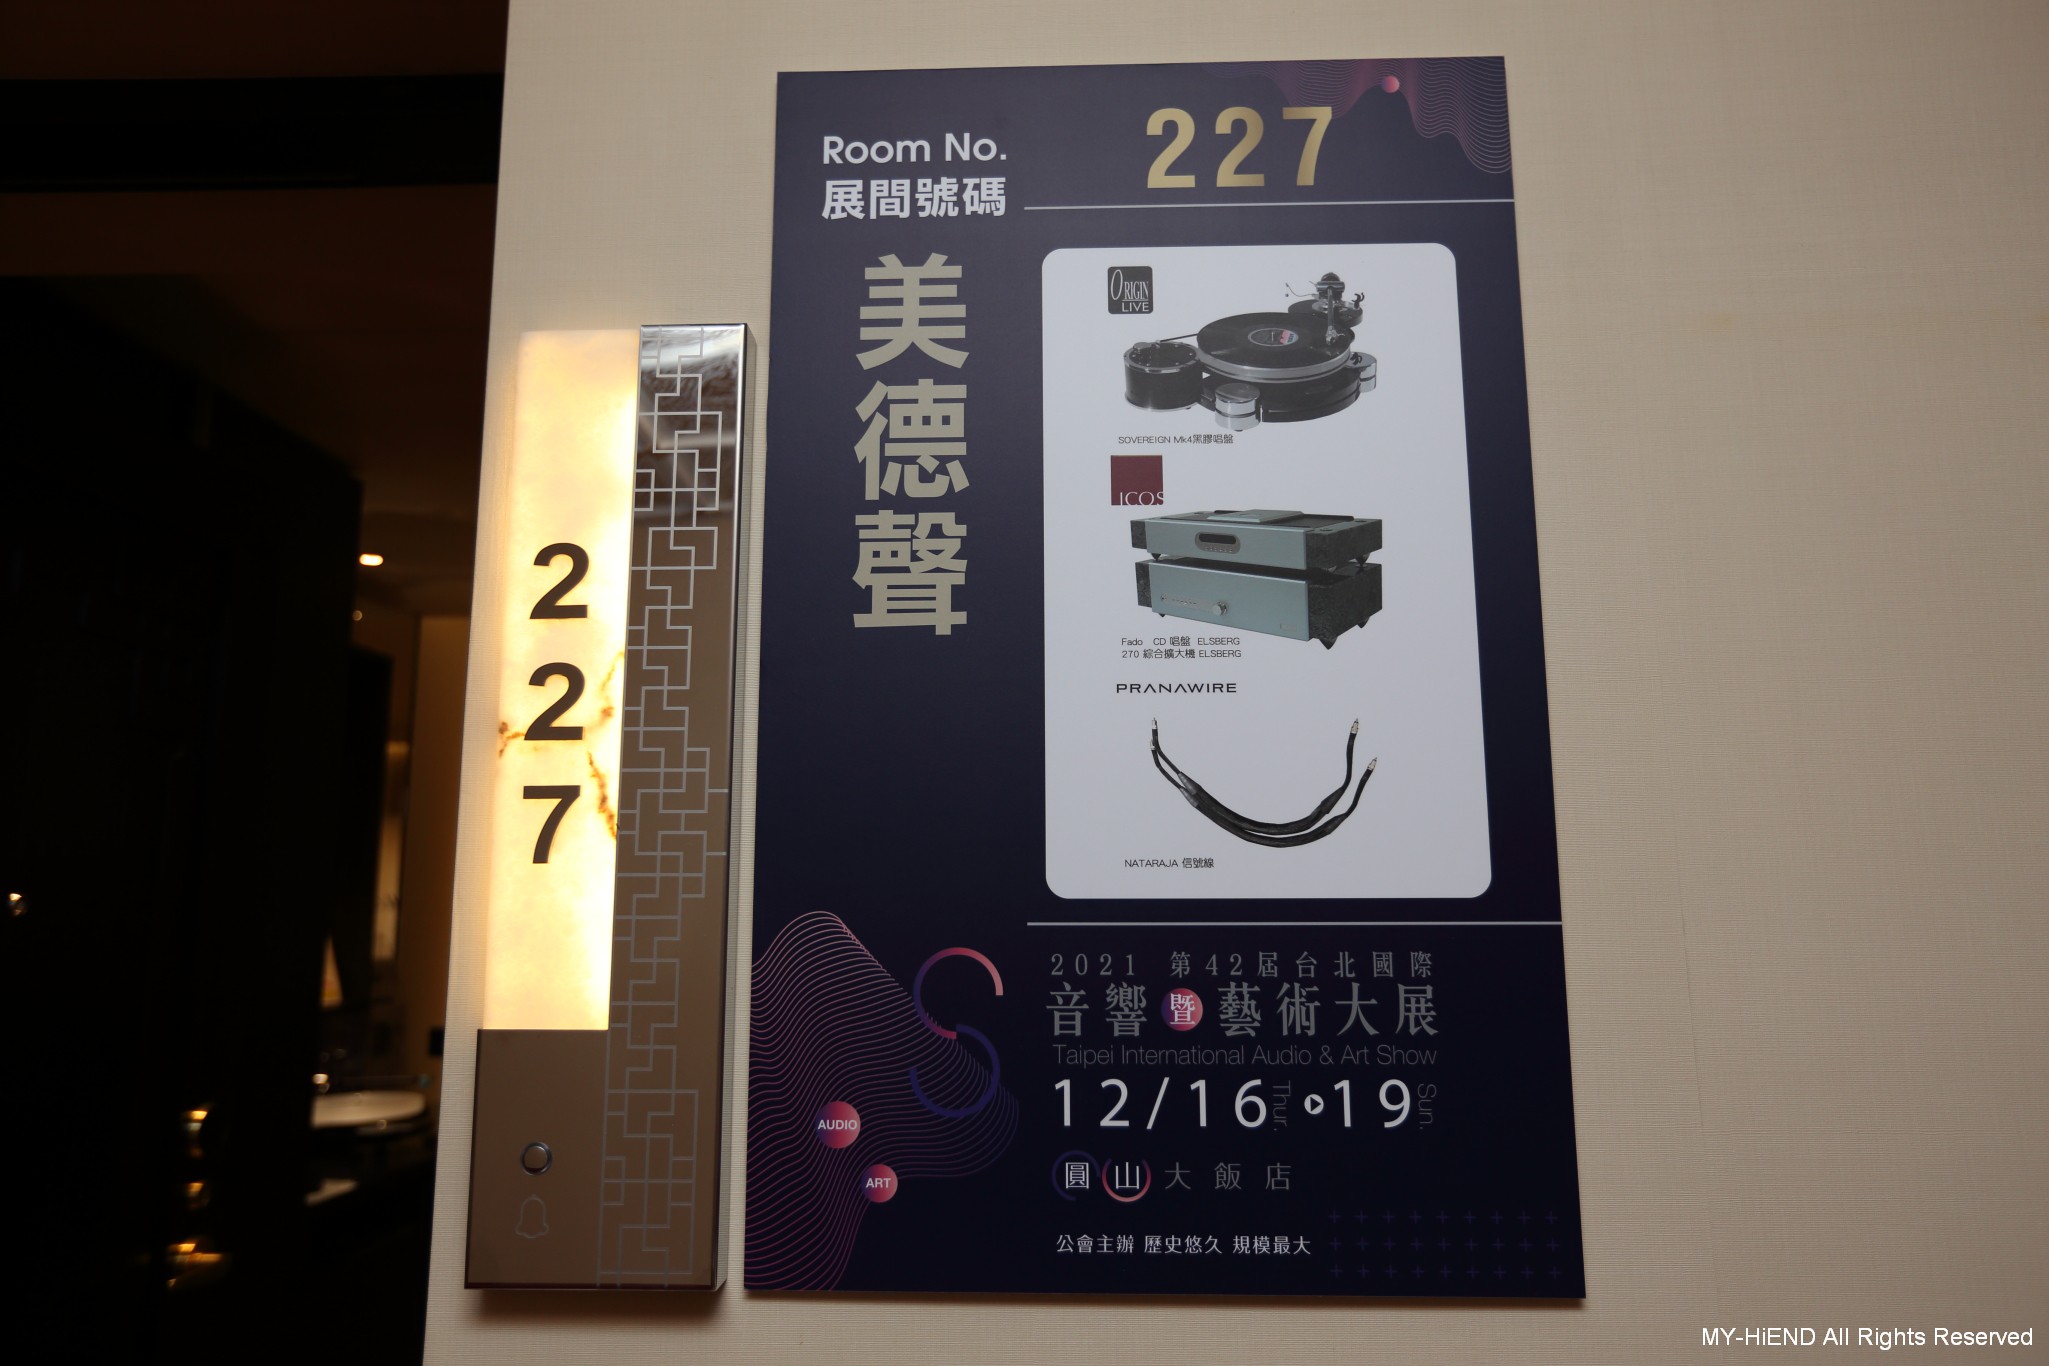 2
2
7
Room No.
展間號碼
227
美德聲
ORIGIN
LIVE
SOVEREIGN Mk4黑膠唱盤
ICOS
Fado CD 唱盤 ELSBERG
270 綜合擴大機 ELSBERG
PRANAWIRE
NATARAJA 信號線
2021 第42屆台北國際
音響暨藝術大展
Taipei International Audio & Art Show
12/16 Thur. 19 Sun.
AUDIO
ART
圓山大飯店
公會主辦 歷史悠久 規模最大
MY-HiEND All Rights Reserved